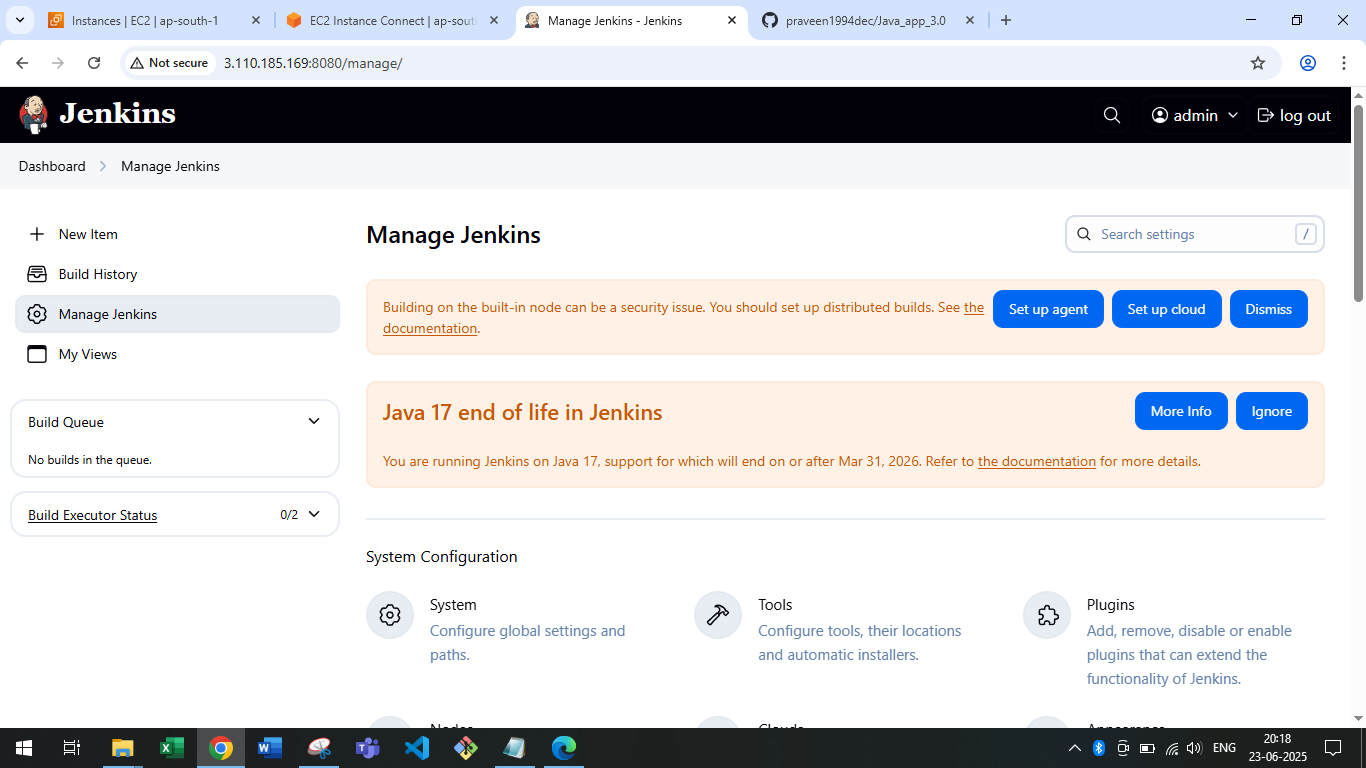 Instances | EC2 | ap-south-1
EC2 Instance Connect | ap-sout
Manage Jenkins - Jenkins
praveen1994dec/Java_app_3.0
Not secure
3.110.185.169:8080/manage/
Jenkins
admin
log out
Dashboard
Manage Jenkins
New Item
Build History
Manage Jenkins
My Views
Build Queue
No builds in the queue.
Build Executor Status
0/2
Manage Jenkins
Search settings
/
Building on the built-in node can be a security issue. You should set up distributed builds. See the
documentation.
Set up agent
Set up cloud
Dismiss
Java 17 end of life in Jenkins
More Info
Ignore
You are running Jenkins on Java 17, support for which will end on or after Mar 31, 2026. Refer to the documentation for more details.
System Configuration
System
Configure global settings and
paths.
Tools
Configure tools, their locations
and automatic installers.
Plugins
Add, remove, disable or enable
plugins that can extend the
functionality of Jenkins.
Nodes
Clouds
Appearance
ENG
20:18
23-06-2025